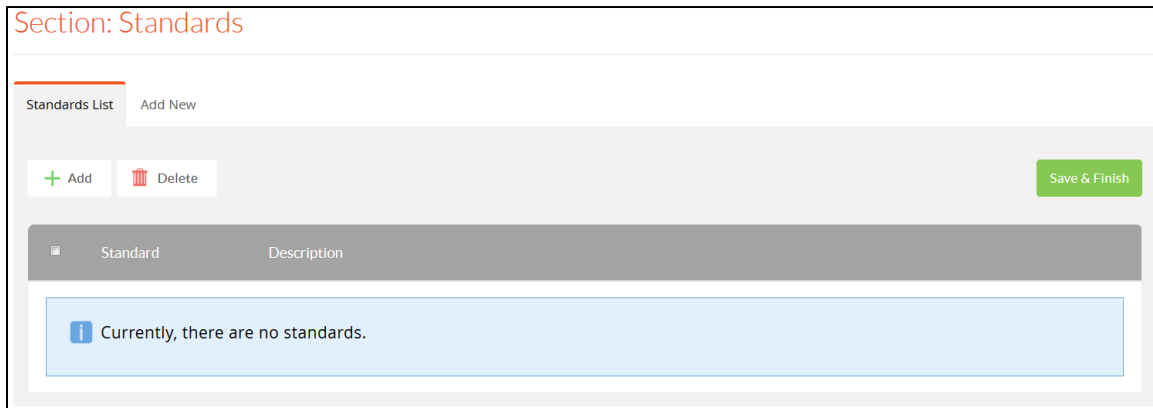 Section: Standards
Standards List Add New
Add Delete Save & Finish
Standard Description
Currently, there are no standards.